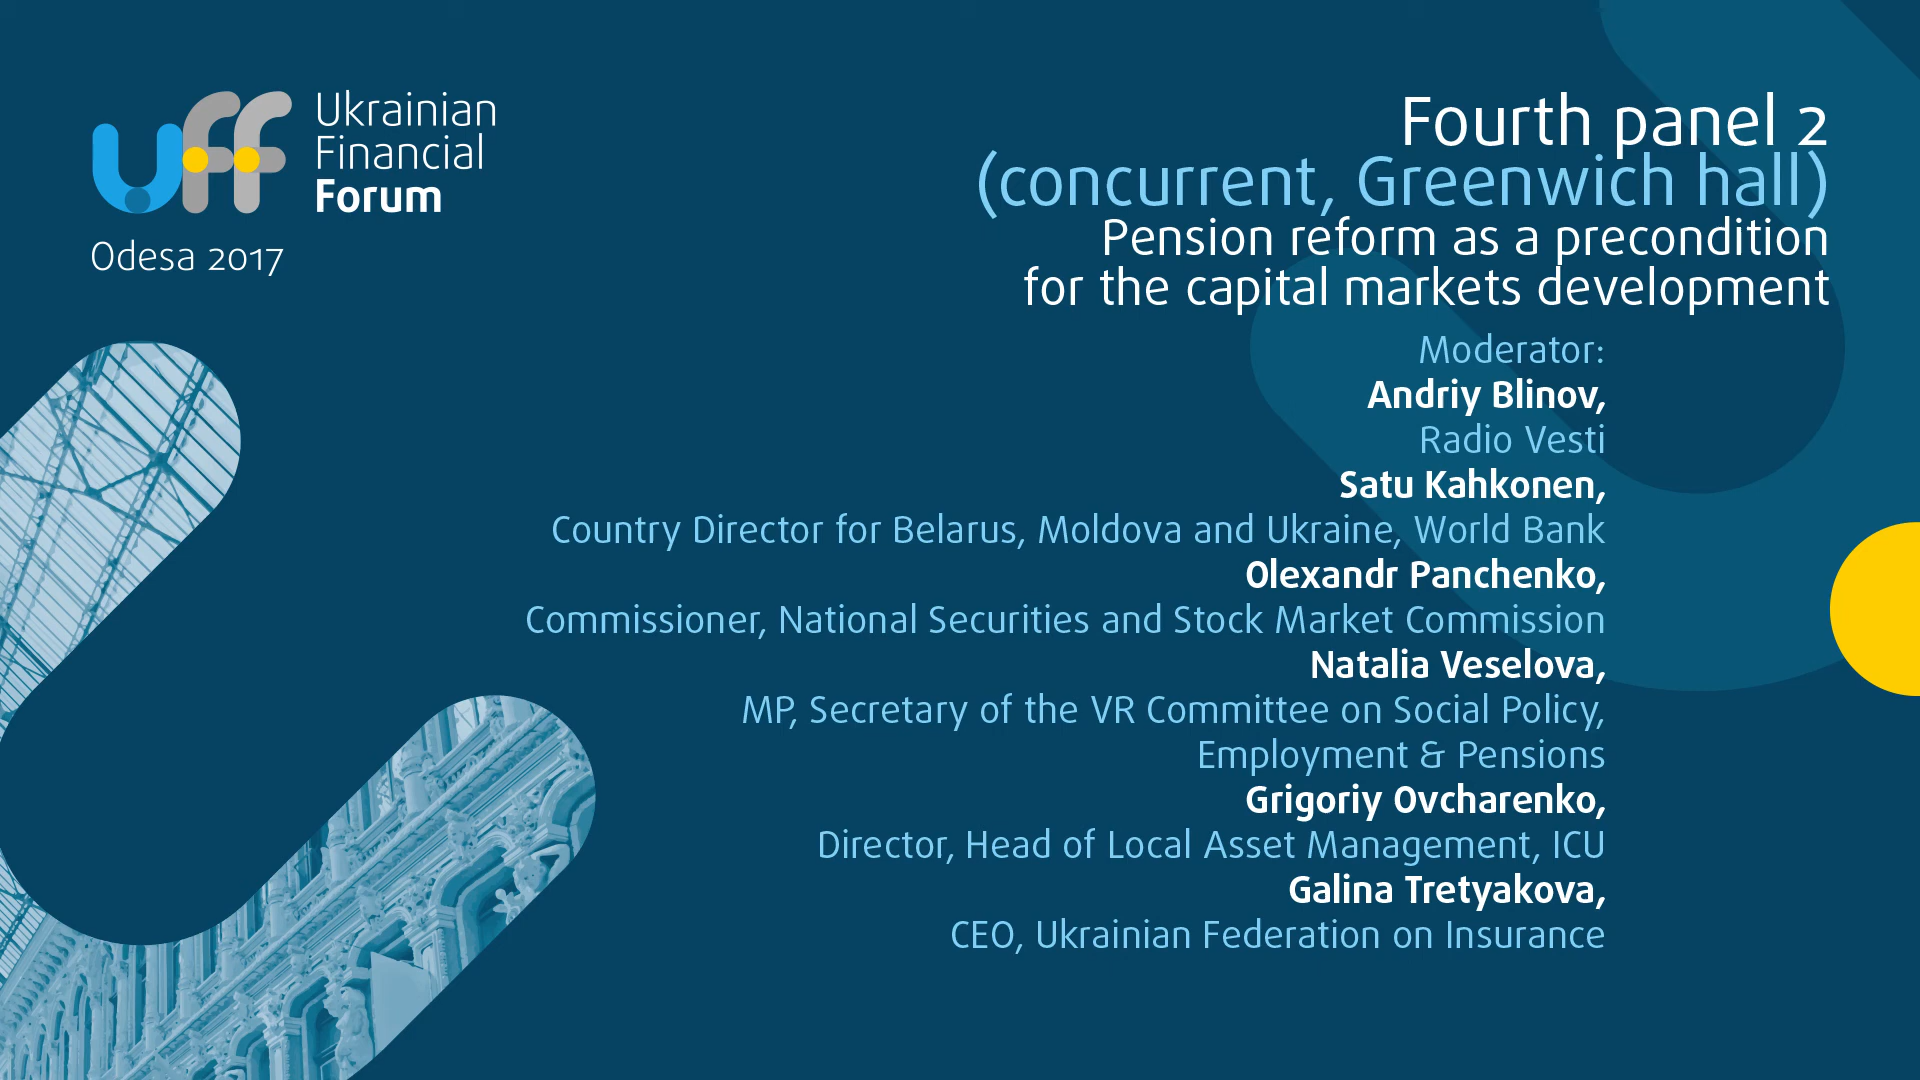 uff
Ukrainian
Financial
Forum
Odesa 2017
Fourth panel 2
(concurrent, Greenwich hall)
Pension reform as a precondition
for the capital markets development
Moderator:
Andriy Blinov,
Radio Vesti
Satu Kahkonen,
Country Director for Belarus, Moldova and Ukraine, World Bank
Olexandr Panchenko,
Commissioner, National Securities and Stock Market Commission
Natalia Veselova,
MP, Secretary of the VR Committee on Social Policy,
Employment & Pensions
Grigoriy Ovcharenko,
Director, Head of Local Asset Management, ICU
Galina Tretyakova,
CEO, Ukrainian Federation on Insurance